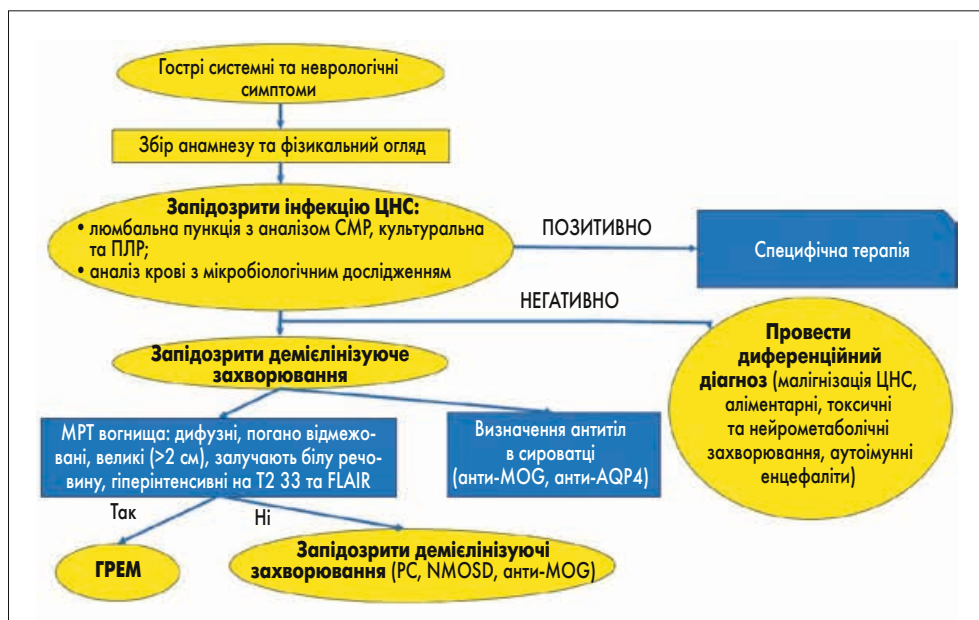 Гострі системні та неврологічні
симптоми
Збір анамнезу та фізикальний огляд
Запідозрити інфекцію ЦНС:
• люмбальна пункція з аналізом СМР, культуральна
та ПЛР;
• аналіз крові з мікробіологічним дослідженням
ПОЗИТИВНО
Специфічна терапія
НЕГАТИВНО
Провести
диференційний
діагноз (малігнізація ЦНС,
аліментарні, токсичні
та нейрометаболічні
захворювання, аутоімунні
енцефаліти)
Запідозрити демієлінізуюче
захворювання
МРТ вогнища: дифузні, погано відмежо-
вані, великі (>2 см), залучають білу речо-
вину, гіперінтенсивні на Т2 33 та FLAIR
Визначення антитіл
в сироватці
(анти-MOG, анти-AQP4)
Так
Ні
ГРЕМ
Запідозрити демієлінізуючі
захворювання (РС, NMOSD, анти-MOG)